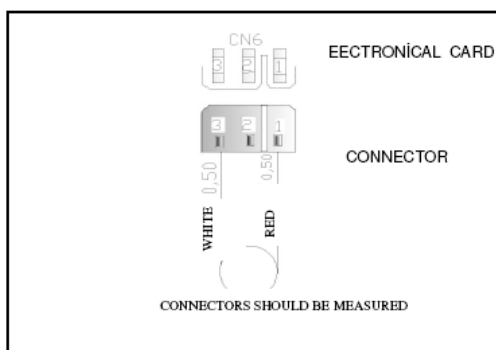 CN6
EECTRONİCAL CARD
3 2 1
3 2 1
CONNECTOR
0,50 0,50
WHITE RED
CONNECTORS SHOULD BE MEASURED